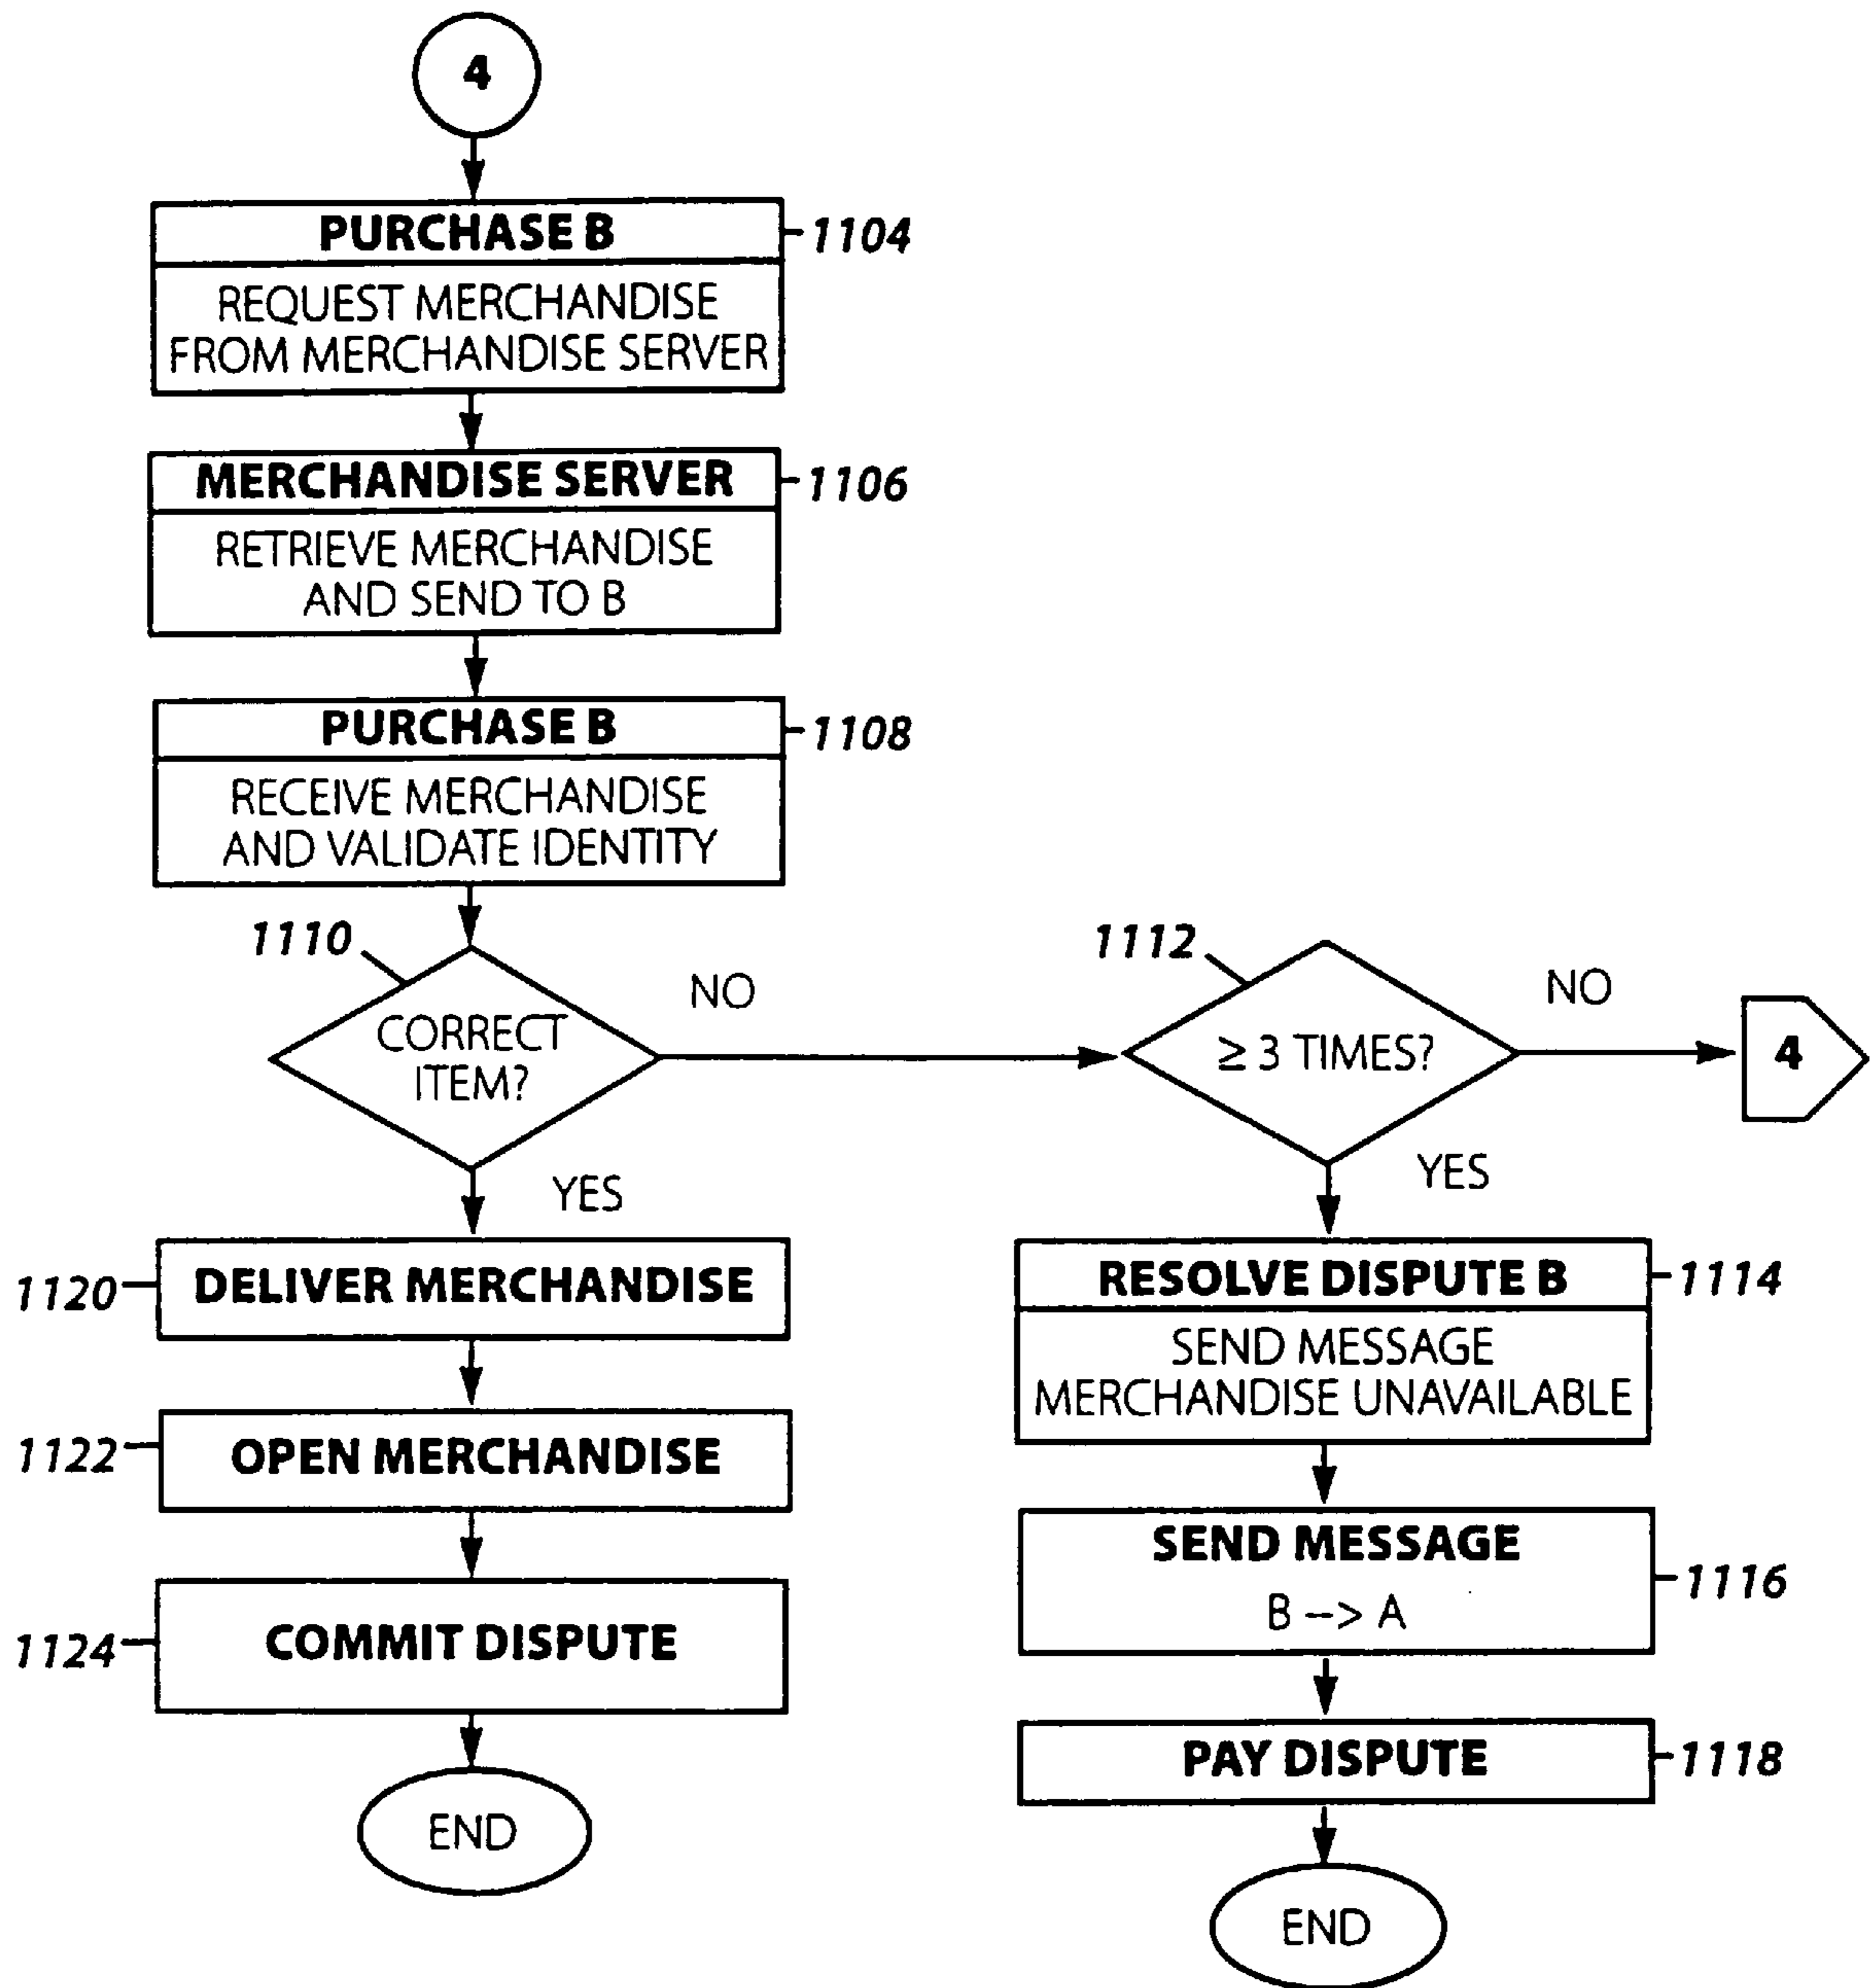 4
PURCHASE B
1104
REQUEST MERCHANDISE
FROM MERCHANDISE SERVER
MERCHANDISE SERVER
1106
RETRIEVE MERCHANDISE
AND SEND TO B
PURCHASE B
1108
RECEIVE MERCHANDISE
AND VALIDATE IDENTITY
1110
CORRECT
ITEM?
NO
YES
1112
≥ 3 TIMES?
NO
4
YES
1120
DELIVER MERCHANDISE
1122
OPEN MERCHANDISE
1124
COMMIT DISPUTE
END
RESOLVE DISPUTE B
1114
SEND MESSAGE
MERCHANDISE UNAVAILABLE
SEND MESSAGE
B --> A
1116
PAY DISPUTE
1118
END